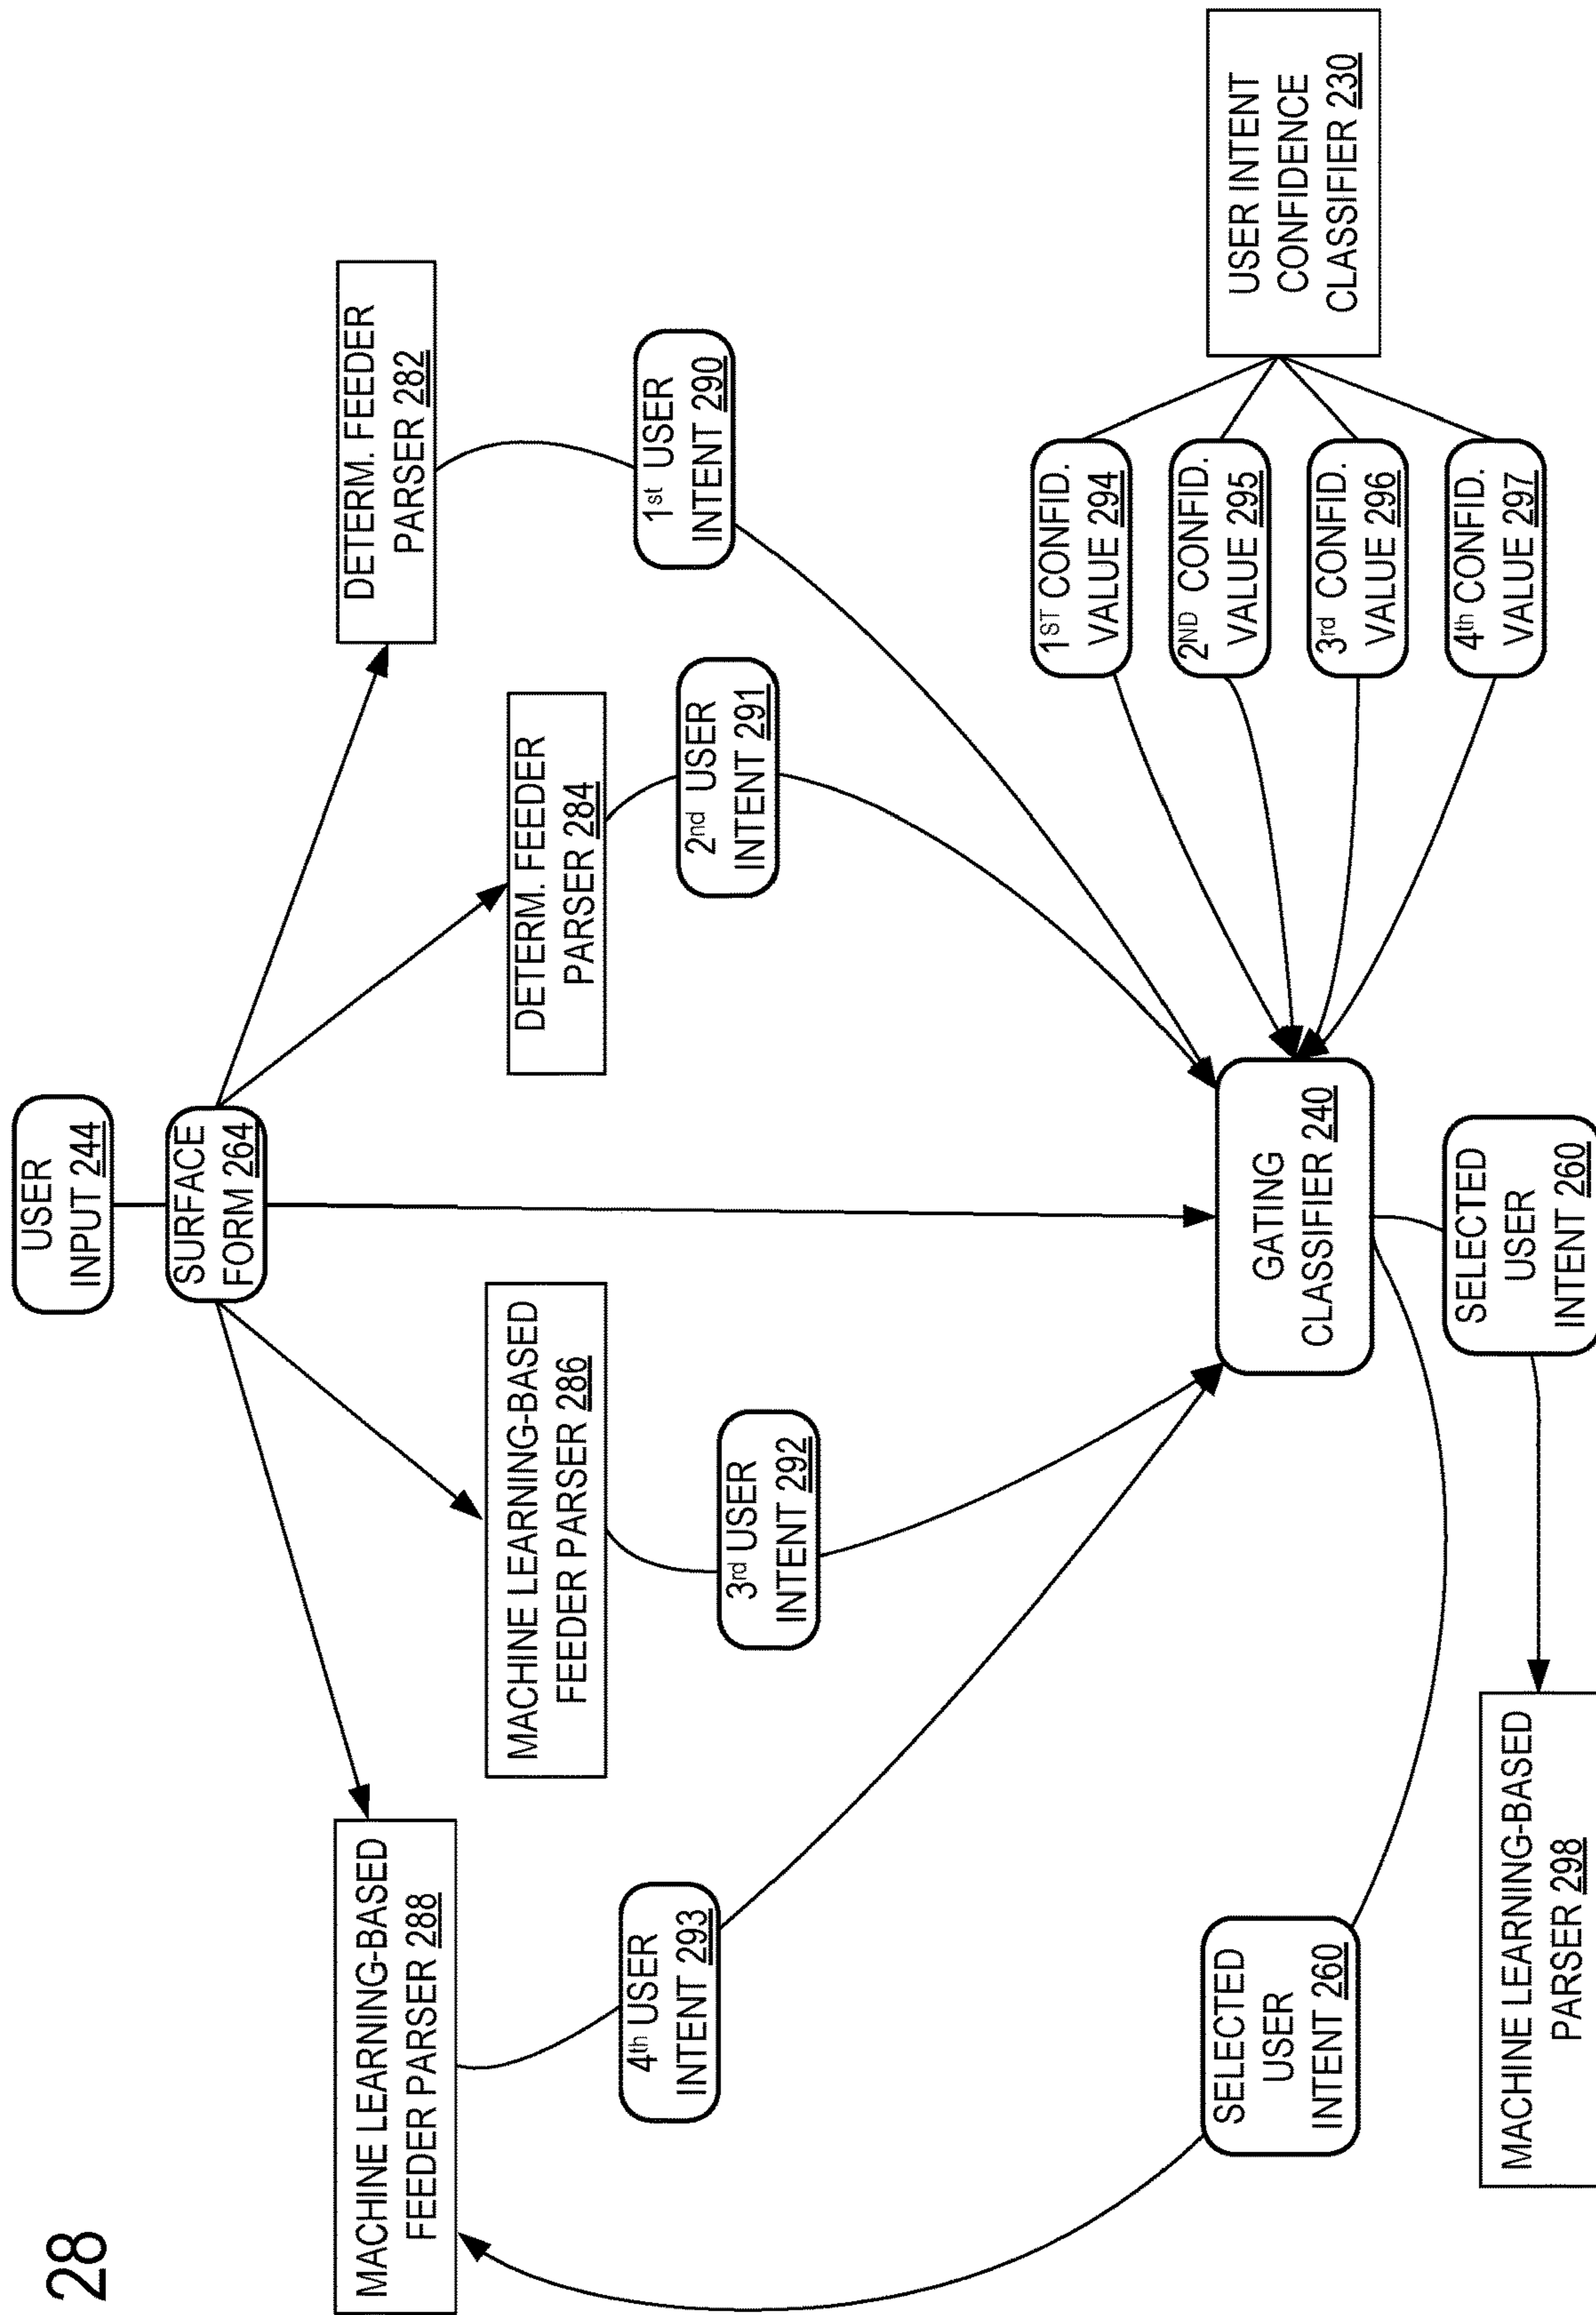 28
USER
INPUT 244
SURFACE
FORM 264
MACHINE LEARNING-BASED
FEEDER PARSER 288
MACHINE LEARNING-BASED
FEEDER PARSER 286
DETERM. FEEDER
PARSER 284
DETERM. FEEDER
PARSER 282
4th USER
INTENT 293
3rd USER
INTENT 292
2nd USER
INTENT 291
1st USER
INTENT 290
GATING
CLASSIFIER 240
1ST CONFID.
VALUE 294
2ND CONFID.
VALUE 295
3rd CONFID.
VALUE 296
4th CONFID.
VALUE 297
USER INTENT
CONFIDENCE
CLASSIFIER 230
SELECTED
USER
INTENT 260
SELECTED
USER
INTENT 260
MACHINE LEARNING-BASED
PARSER 298